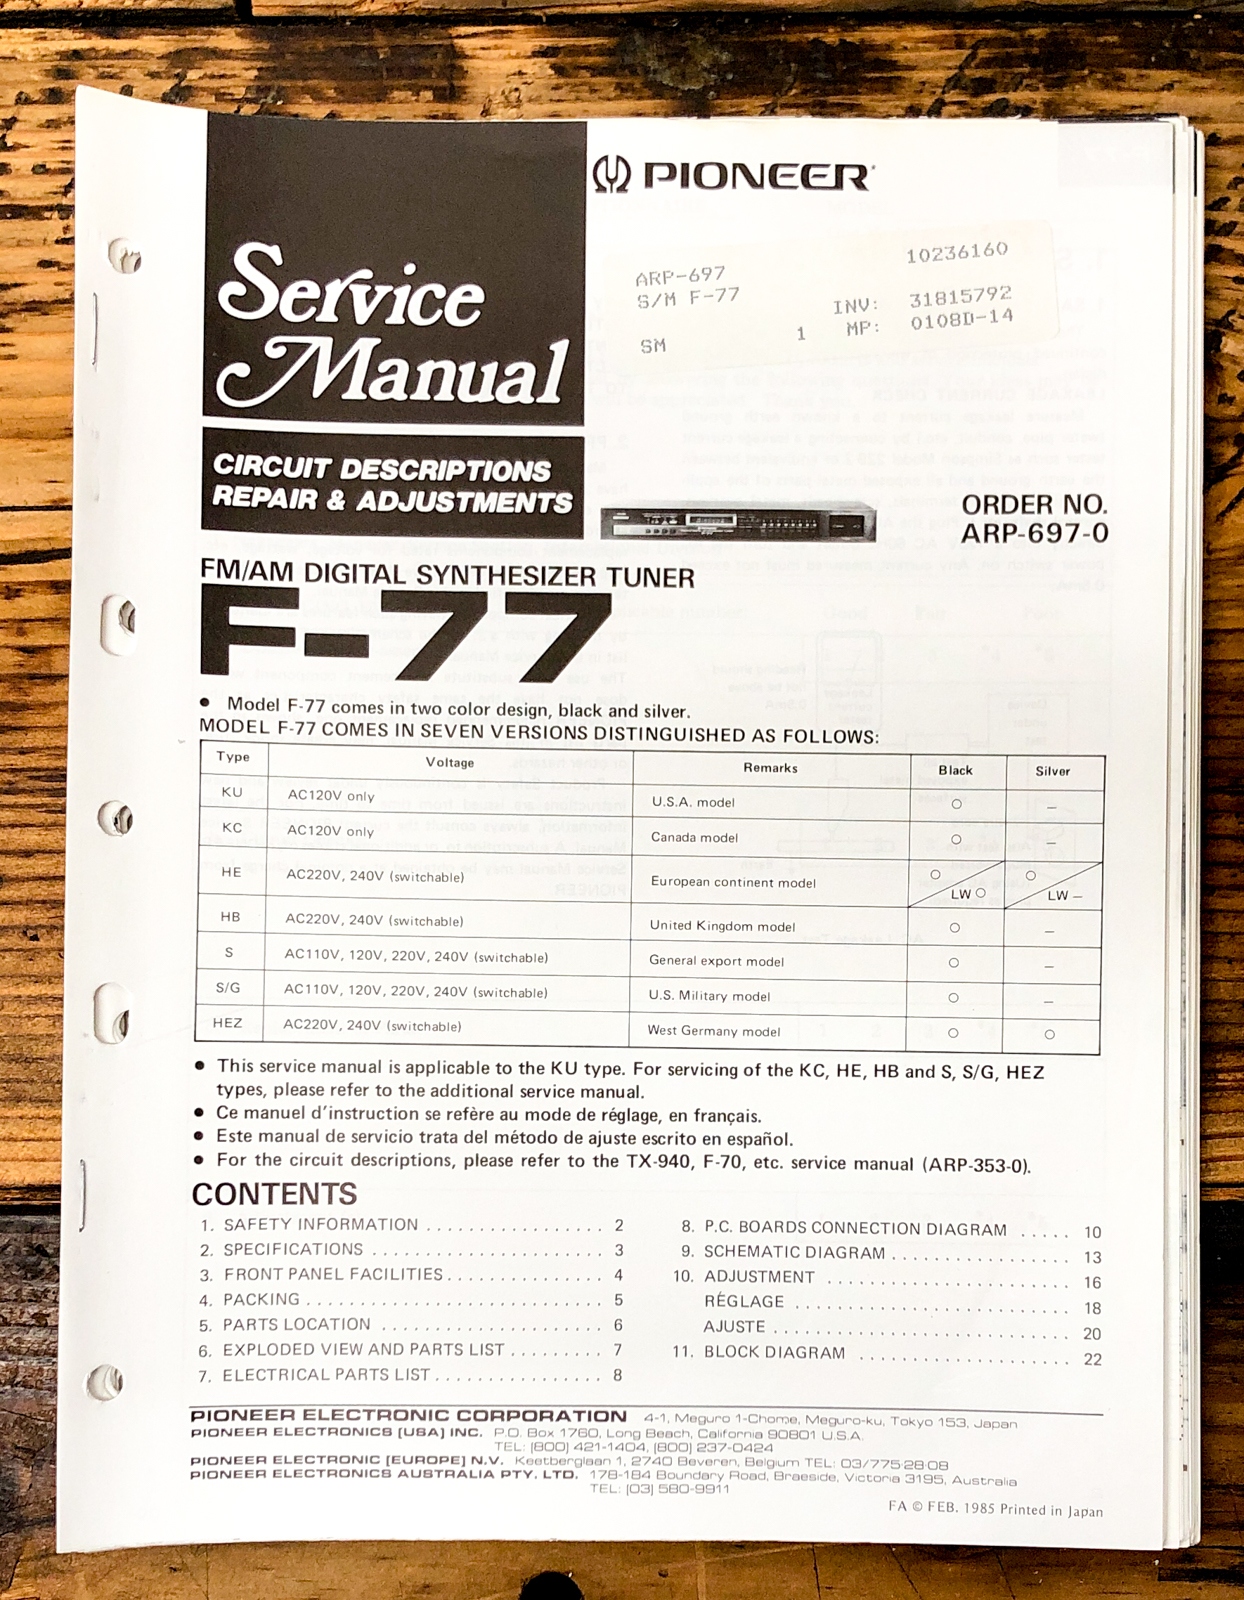 PIONEER
Service
Manual
ARP-697
S/M F-77
SM
1
10236160
INV: 31815792
MP: 0108D-14
CIRCUIT DESCRIPTIONS
REPAIR & ADJUSTMENTS
ORDER NO.
ARP-697-0
FM/AM DIGITAL SYNTHESIZER TUNER
F-77
● Model F-77 comes in two color design, black and silver.
MODEL F-77 COMES IN SEVEN VERSIONS DISTINGUISHED AS FOLLOWS:
Type Voltage Remarks Black Silver
KU AC120V only U.S.A. model ○ –
KC AC120V only Canada model ○ –
HE AC220V, 240V (switchable) European continent model ○ LW ○ ○ LW –
HB AC220V, 240V (switchable) United Kingdom model ○ –
S AC110V, 120V, 220V, 240V (switchable) General export model ○ –
S/G AC110V, 120V, 220V, 240V (switchable) U.S. Military model ○ –
HEZ AC220V, 240V (switchable) West Germany model ○ ○
● This service manual is applicable to the KU type. For servicing of the KC, HE, HB and S, S/G, HEZ
types, please refer to the additional service manual.
● Ce manuel d'instruction se refère au mode de réglage, en français.
● Este manual de servicio trata del método de ajuste escrito en español.
● For the circuit descriptions, please refer to the TX-940, F-70, etc. service manual (ARP-353-0).
CONTENTS
1. SAFETY INFORMATION . . . . . . . . . . . . . . . . . 2
2. SPECIFICATIONS . . . . . . . . . . . . . . . . . . . . . . 3
3. FRONT PANEL FACILITIES . . . . . . . . . . . . . . . 4
4. PACKING . . . . . . . . . . . . . . . . . . . . . . . . . . . . 5
5. PARTS LOCATION . . . . . . . . . . . . . . . . . . . . . 6
6. EXPLODED VIEW AND PARTS LIST . . . . . . . . . 7
7. ELECTRICAL PARTS LIST . . . . . . . . . . . . . . . . 8
8. P.C. BOARDS CONNECTION DIAGRAM . . . . . 10
9. SCHEMATIC DIAGRAM . . . . . . . . . . . . . . . . . 13
10. ADJUSTMENT . . . . . . . . . . . . . . . . . . . . . . . 16
RÉGLAGE . . . . . . . . . . . . . . . . . . . . . . . . . . 18
AJUSTE . . . . . . . . . . . . . . . . . . . . . . . . . . . . 20
11. BLOCK DIAGRAM . . . . . . . . . . . . . . . . . . . . 22
PIONEER ELECTRONIC CORPORATION 4-1, Meguro 1-Chome, Meguro-ku, Tokyo 153, Japan
PIONEER ELECTRONICS [USA] INC. P.O. Box 1760, Long Beach, California 90801 U.S.A.
TEL: [800] 421-1404, [800] 237-0424
PIONEER ELECTRONIC [EUROPE] N.V. Keetberglaan 1, 2740 Beveren, Belgium TEL: 03/775·28·08
PIONEER ELECTRONICS AUSTRALIA PTY. LTD. 178-184 Boundary Road, Braeside, Victoria 3195, Australia
TEL: [03] 580-9911
FA © FEB. 1985 Printed in Japan